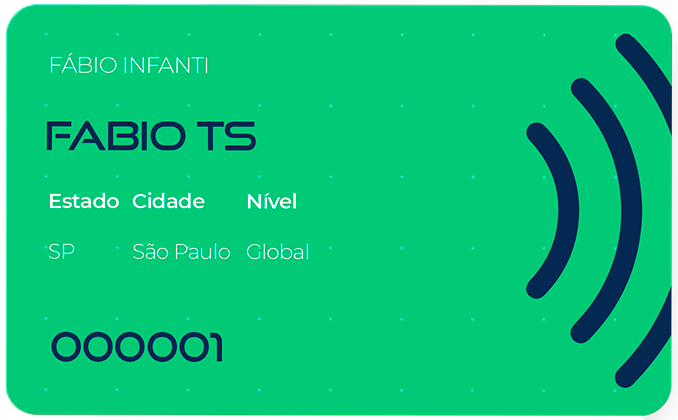 FÁBIO INFANTI
FABIO TS
Estado Cidade Nível
SP São Paulo Global
000001